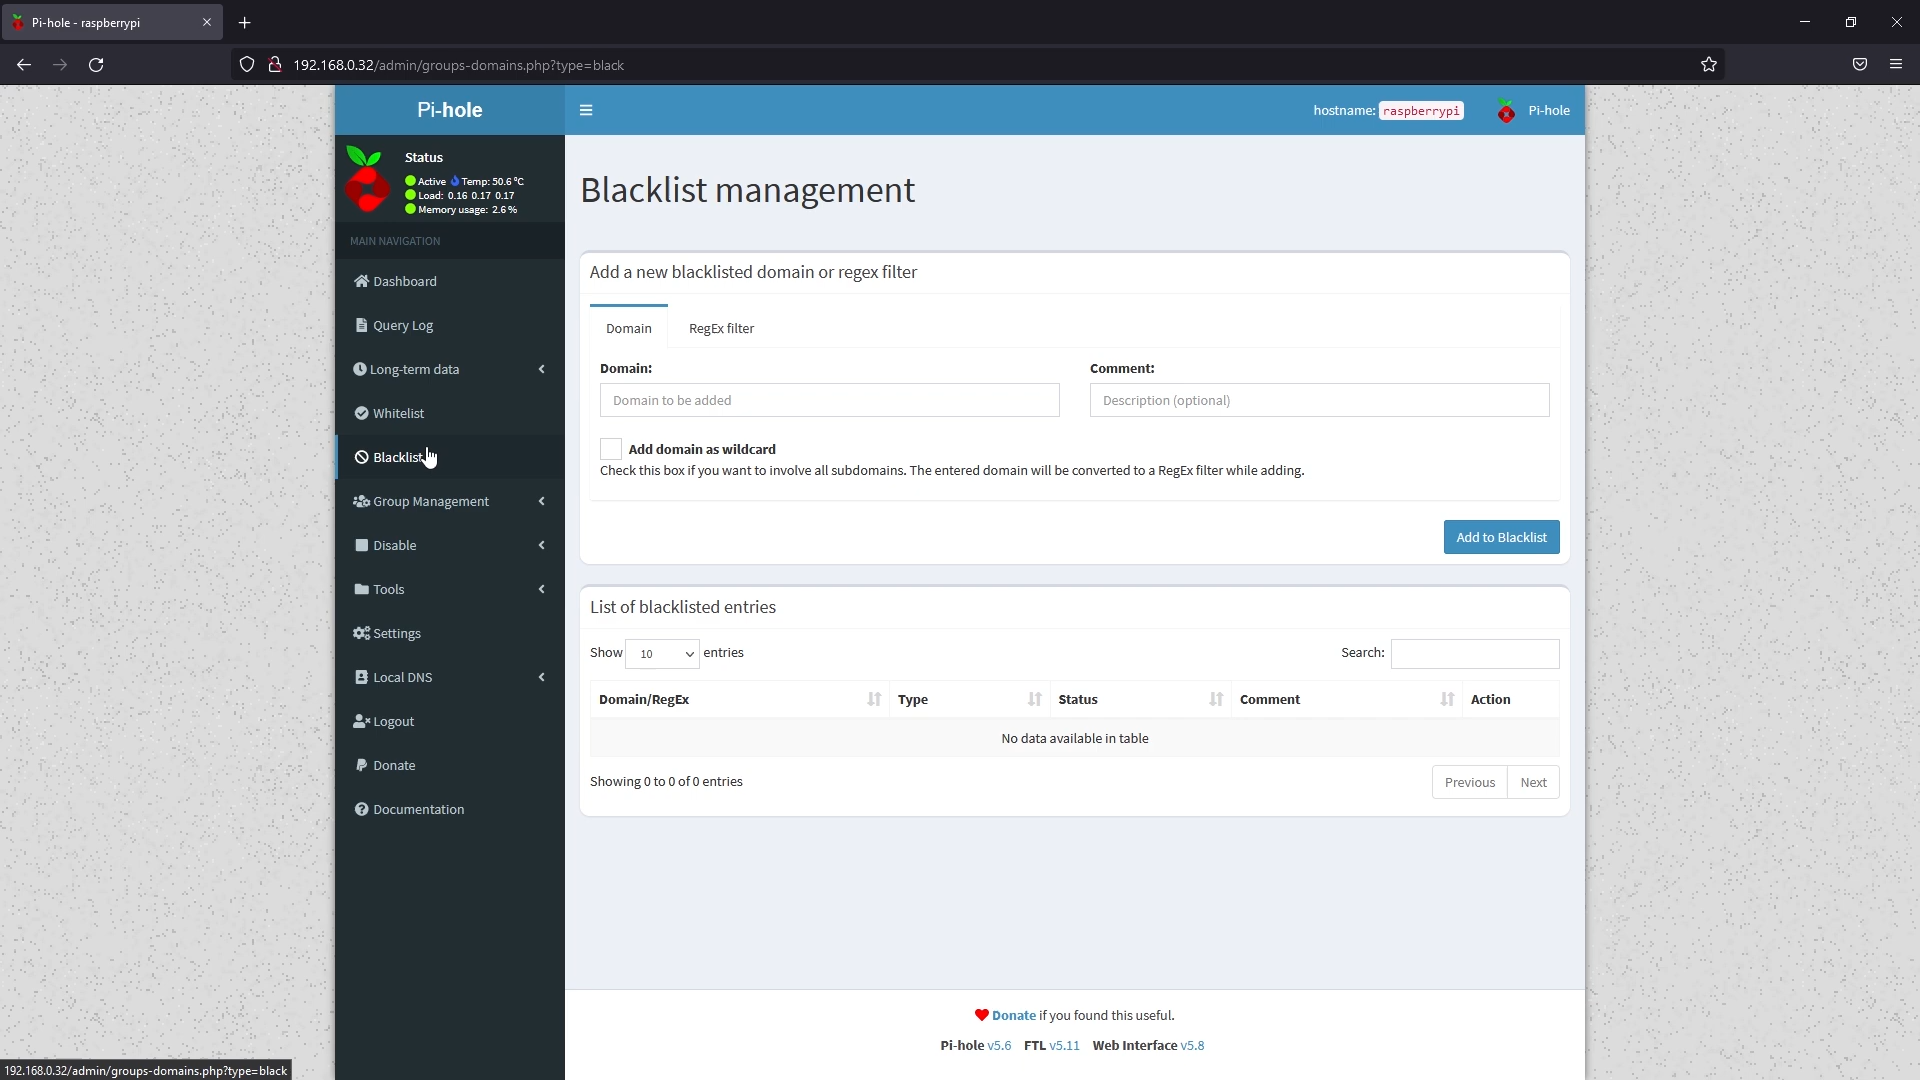 Pi-hole - raspberrypi
192.168.0.32/admin/groups-domains.php?type=black
Pi-hole
hostname: raspberrypi
Pi-hole
Status
Active Temp: 50.6 °C
Load: 0.16 0.17 0.17
Memory usage: 2.6 %
MAIN NAVIGATION
Dashboard
Query Log
Long-term data
Whitelist
Blacklist
Group Management
Disable
Tools
Settings
Local DNS
Logout
Donate
Documentation
Blacklist management
Add a new blacklisted domain or regex filter
Domain RegEx filter
Domain: Comment:
Domain to be added Description (optional)
Add domain as wildcard
Check this box if you want to involve all subdomains. The entered domain will be converted to a RegEx filter while adding.
Add to Blacklist
List of blacklisted entries
Show 10 entries Search:
Domain/RegEx Type Status Comment Action
No data available in table
Showing 0 to 0 of 0 entries Previous Next
Donate if you found this useful.
Pi-hole v5.6 FTL v5.11 Web Interface v5.8
192.168.0.32/admin/groups-domains.php?type=black